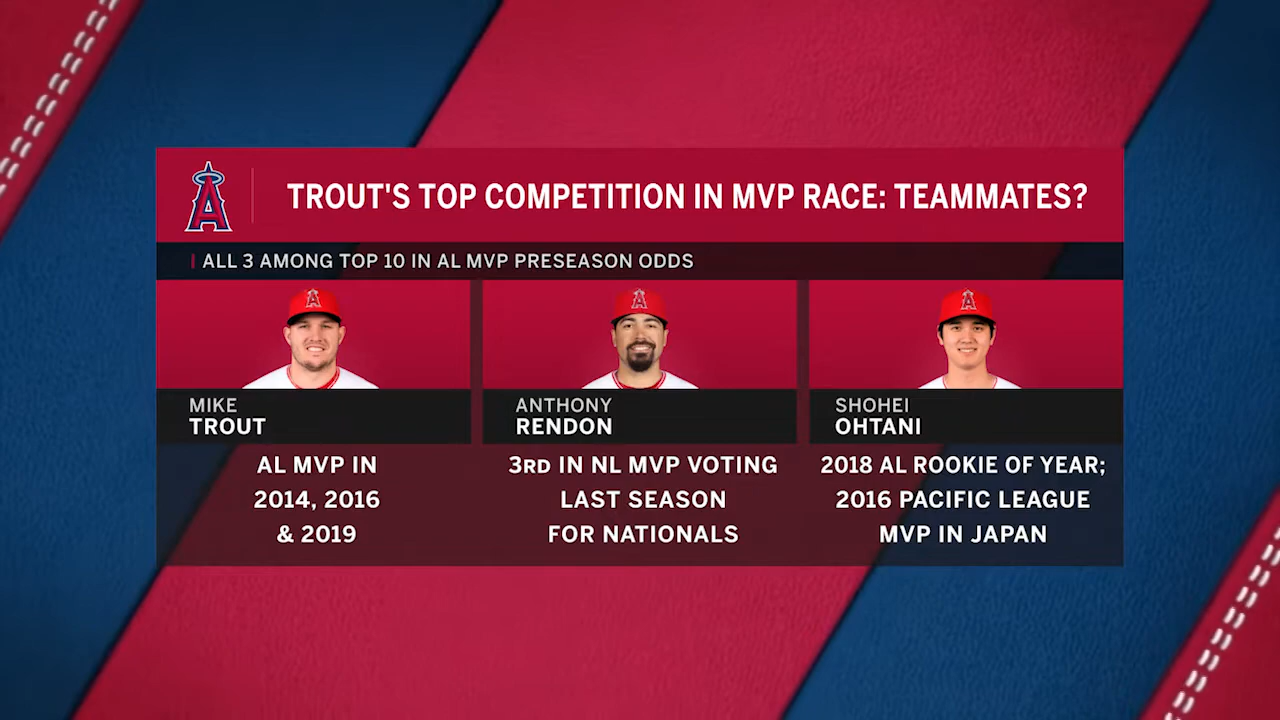 TROUT'S TOP COMPETITION IN MVP RACE: TEAMMATES?
ALL 3 AMONG TOP 10 IN AL MVP PRESEASON ODDS
MIKE
TROUT
AL MVP IN
2014, 2016
& 2019
ANTHONY
RENDON
3RD IN NL MVP VOTING
LAST SEASON
FOR NATIONALS
SHOHEI
OHTANI
2018 AL ROOKIE OF YEAR;
2016 PACIFIC LEAGUE
MVP IN JAPAN